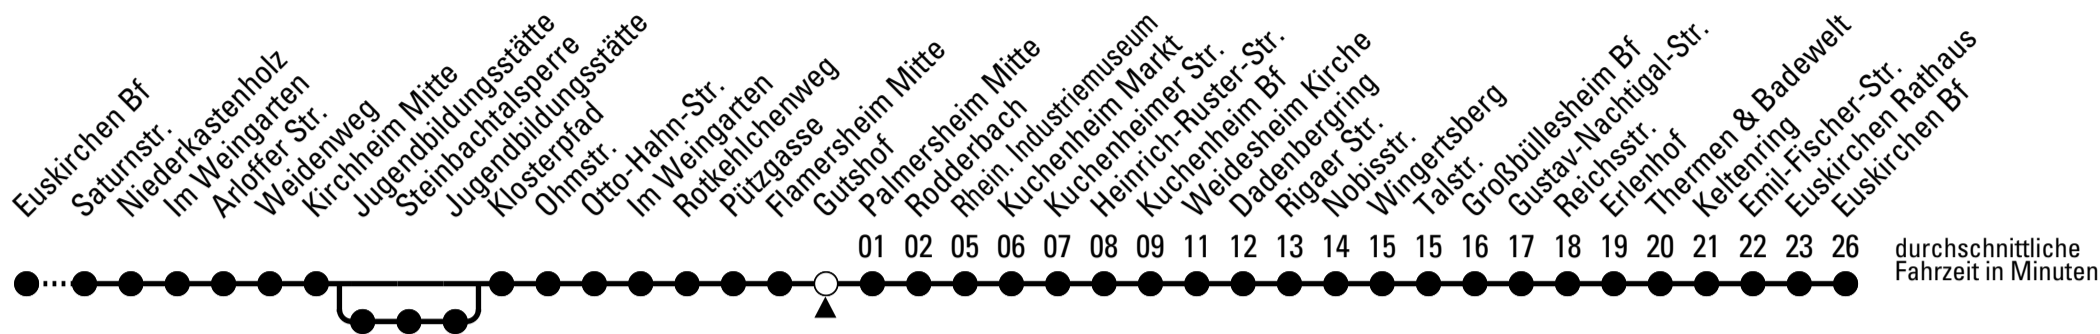 Euskirchen Bf
Saturnstr.
Niederkastenholz
Im Weingarten
Arloffer Str.
Weidenweg
Kirchheim Mitte
Jugendbildungsstätte
Steinbachtalsperre
Jugendbildungsstätte
Klosterpfad
Ohmstr.
Otto-Hahn-Str.
Im Weingarten
Rotkehlchenweg
Pützgasse
Flamersheim Mitte
Gutshof
Palmersheim Mitte
Rodderbach
Rhein. Industriemuseum
Kuchenheim Markt
Kuchenheimer Str.
Heinrich-Ruster-Str.
Kuchenheim Bf
Weidesheim Kirche
Dadenbergring
Rigaer Str.
Nobisstr.
Wingertsberg
Talstr.
Großbüllesheim Bf
Gustav-Nachtigal-Str.
Reichsstr.
Erlenhof
Thermen & Badewelt
Keltenring
Emil-Fischer-Str.
Euskirchen Rathaus
Euskirchen Bf
01 02 05 06 07 08 09 11 12 13 14 15 15 16 17 18 19 20 21 22 23 26
durchschnittliche
Fahrzeit in Minuten